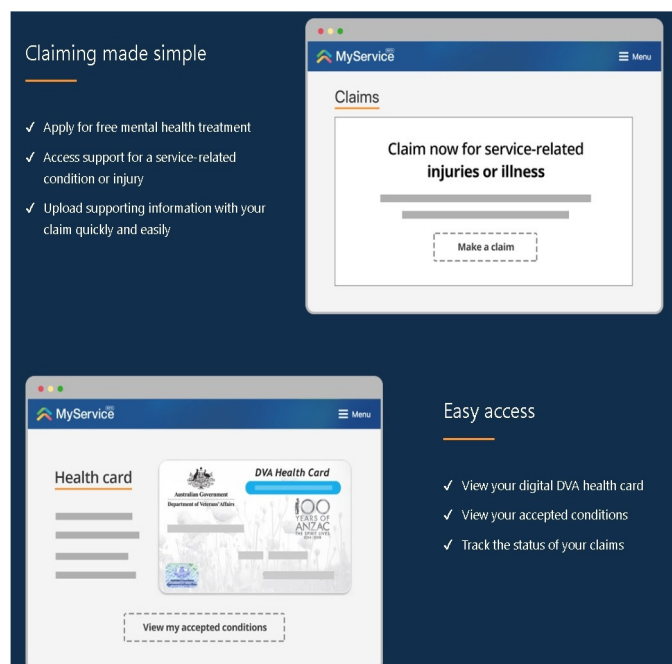 Claiming made simple
✓ Apply for free mental health treatment
✓ Access support for a service-related
condition or injury
✓ Upload supporting information with your
claim quickly and easily
MyService
Menu
Claims
Claim now for service-related
injuries or illness
Make a claim
MyService
Menu
Health card
Australian Government
Department of Veterans' Affairs
DVA Health Card
100
YEARS OF
ANZAC
THE SPIRIT LIVES
2014 - 2018
View my accepted conditions
Easy access
✓ View your digital DVA health card
✓ View your accepted conditions
✓ Track the status of your claims